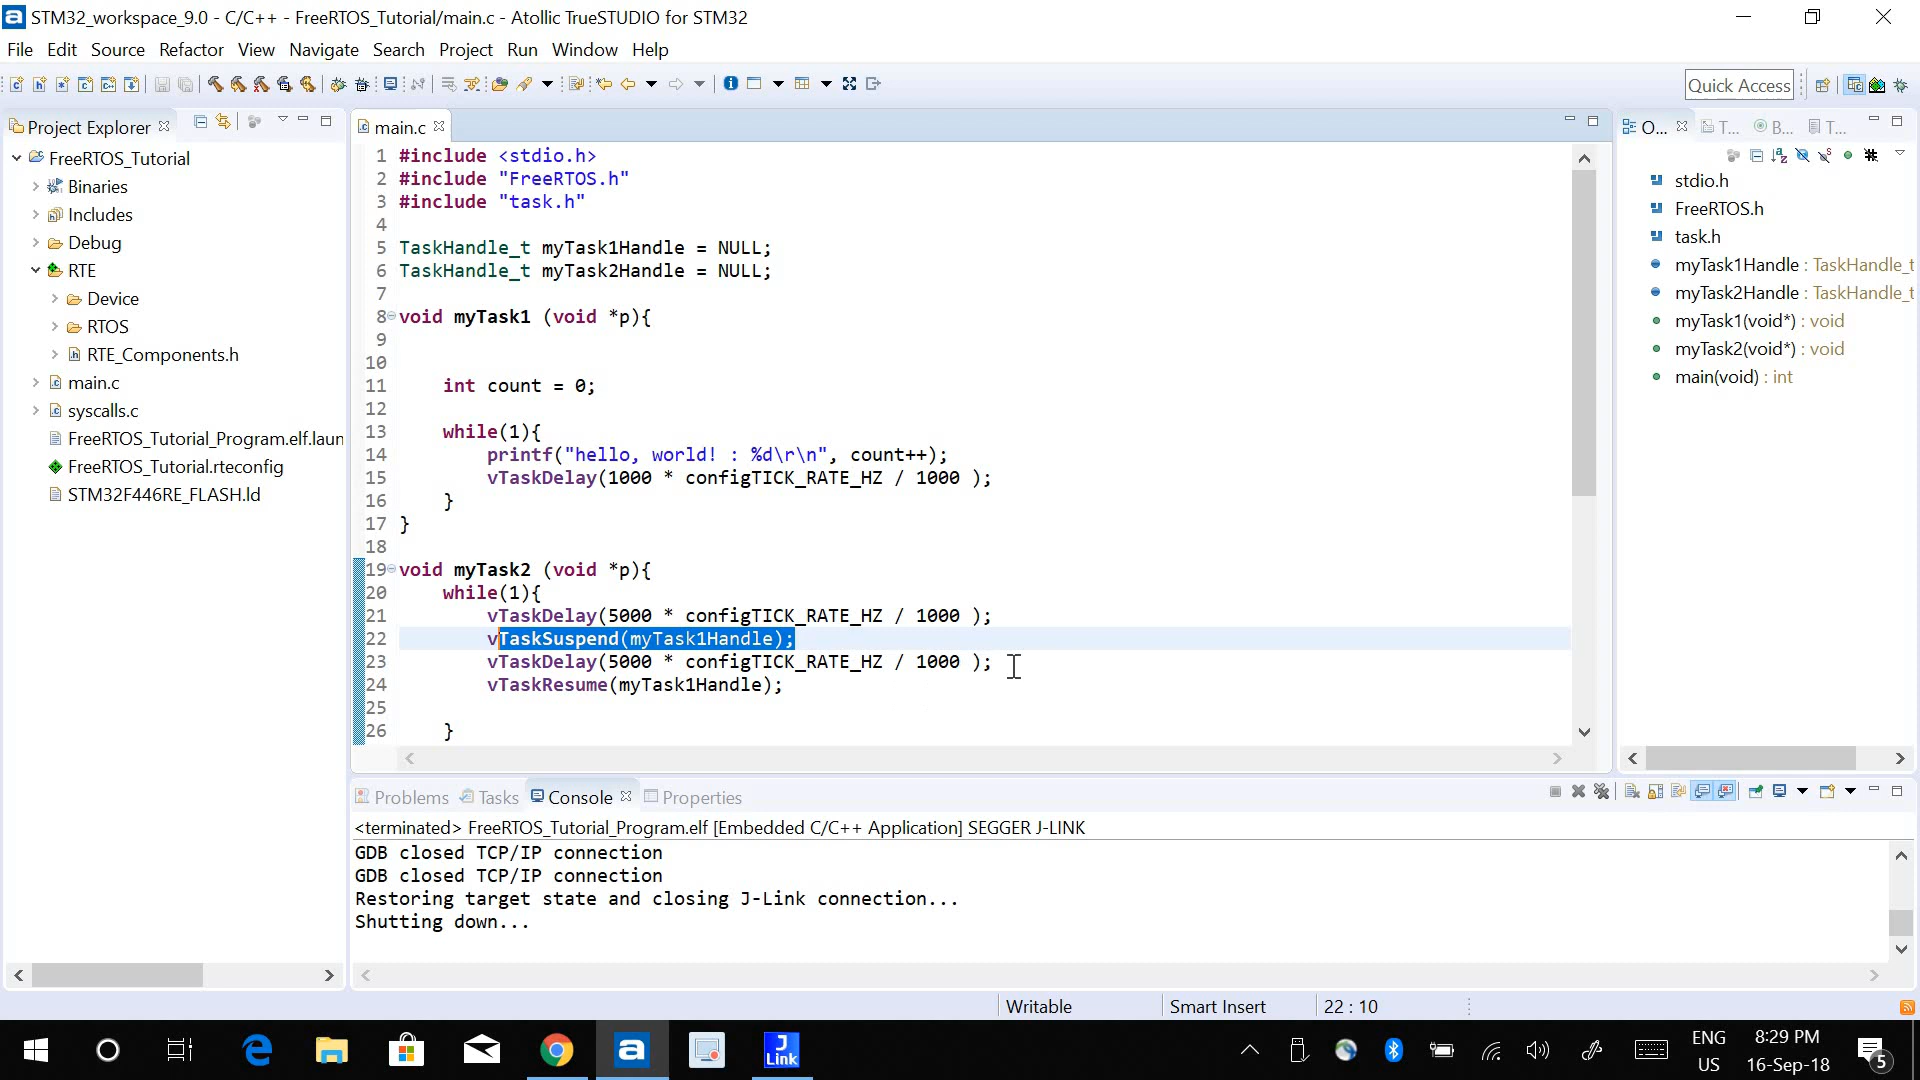 STM32_workspace_9.0 - C/C++ - FreeRTOS_Tutorial/main.c - Atollic TrueSTUDIO for STM32
File Edit Source Refactor View Navigate Search Project Run Window Help
Quick Access
Project Explorer
FreeRTOS_Tutorial
Binaries
Includes
Debug
RTE
Device
RTOS
RTE_Components.h
main.c
syscalls.c
FreeRTOS_Tutorial_Program.elf.laun
FreeRTOS_Tutorial.rteconfig
STM32F446RE_FLASH.ld
main.c
1 #include <stdio.h>
2 #include "FreeRTOS.h"
3 #include "task.h"
4
5 TaskHandle_t myTask1Handle = NULL;
6 TaskHandle_t myTask2Handle = NULL;
7
8 void myTask1 (void *p){
9
10
11 int count = 0;
12
13 while(1){
14 printf("hello, world! : %d\r\n", count++);
15 vTaskDelay(1000 * configTICK_RATE_HZ / 1000 );
16 }
17 }
18
19 void myTask2 (void *p){
20 while(1){
21 vTaskDelay(5000 * configTICK_RATE_HZ / 1000 );
22 vTaskSuspend(myTask1Handle);
23 vTaskDelay(5000 * configTICK_RATE_HZ / 1000 );
24 vTaskResume(myTask1Handle);
25
26 }
O... T... B... T...
stdio.h
FreeRTOS.h
task.h
myTask1Handle : TaskHandle_t
myTask2Handle : TaskHandle_t
myTask1(void*) : void
myTask2(void*) : void
main(void) : int
Problems Tasks Console Properties
<terminated> FreeRTOS_Tutorial_Program.elf [Embedded C/C++ Application] SEGGER J-LINK
GDB closed TCP/IP connection
GDB closed TCP/IP connection
Restoring target state and closing J-Link connection...
Shutting down...
Writable Smart Insert 22 : 10
J Link
ENG US
8:29 PM
16-Sep-18
5